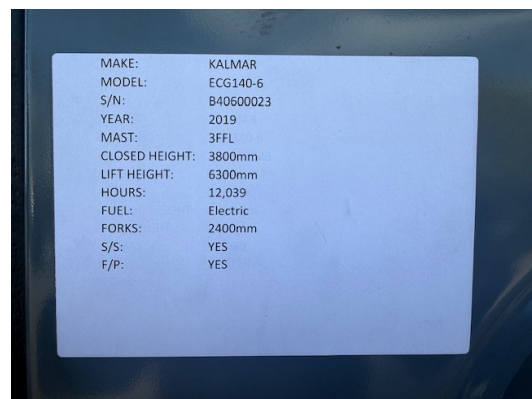 MAKE: KALMAR
MODEL: ECG140-6
S/N: B40600023
YEAR: 2019
MAST: 3FFL
CLOSED HEIGHT: 3800mm
LIFT HEIGHT: 6300mm
HOURS: 12,039
FUEL: Electric
FORKS: 2400mm
S/S: YES
F/P: YES